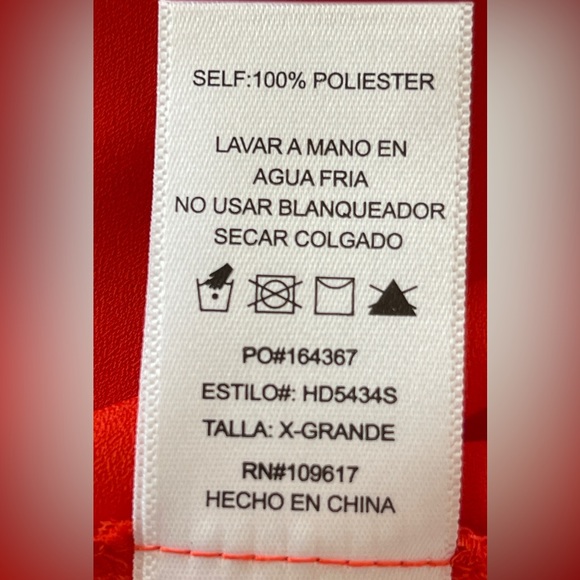 SELF:100% POLIESTER
LAVAR A MANO EN
AGUA FRIA
NO USAR BLANQUEADOR
SECAR COLGADO
PO#164367
ESTILO#: HD5434S
TALLA: X-GRANDE
RN#109617
HECHO EN CHINA